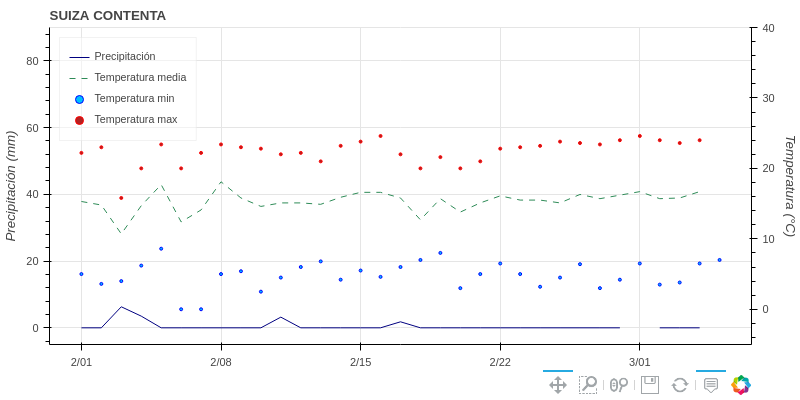 SUIZA CONTENTA
Precipitación
Temperatura media
Temperatura min
Temperatura max
Precipitación (mm)
80
60
40
20
0
Temperatura (°C)
40
30
20
10
0
2/01 2/08 2/15 2/22 3/01